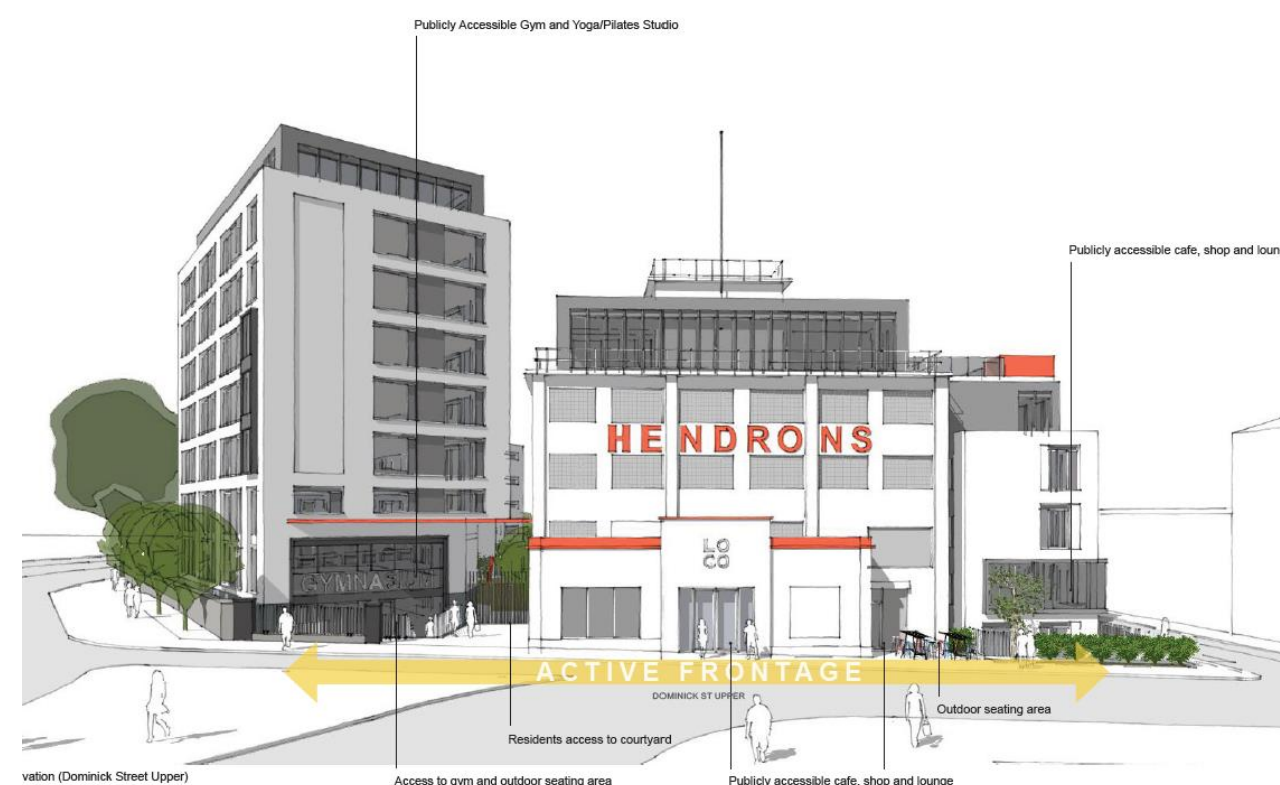 Publicly Accessible Gym and Yoga/Pilates Studio
Publicly accessible cafe, shop and loun
HENDRONS
LO
CO
GYMNASIUM
ACTIVE FRONTAGE
DOMINICK ST UPPER
Outdoor seating area
Residents access to courtyard
vation (Dominick Street Upper)
Access to gym and outdoor seating area
Publicly accessible cafe, shop and lounge